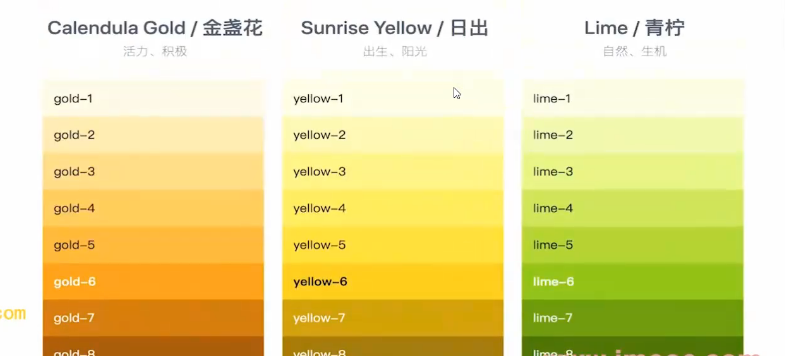 Calendula Gold / 金盏花
活力、积极
gold-1
gold-2
gold-3
gold-4
gold-5
gold-6
gold-7
gold-8
Sunrise Yellow / 日出
出生、阳光
yellow-1
yellow-2
yellow-3
yellow-4
yellow-5
yellow-6
yellow-7
yellow-8
Lime / 青柠
自然、生机
lime-1
lime-2
lime-3
lime-4
lime-5
lime-6
lime-7
lime-8
com